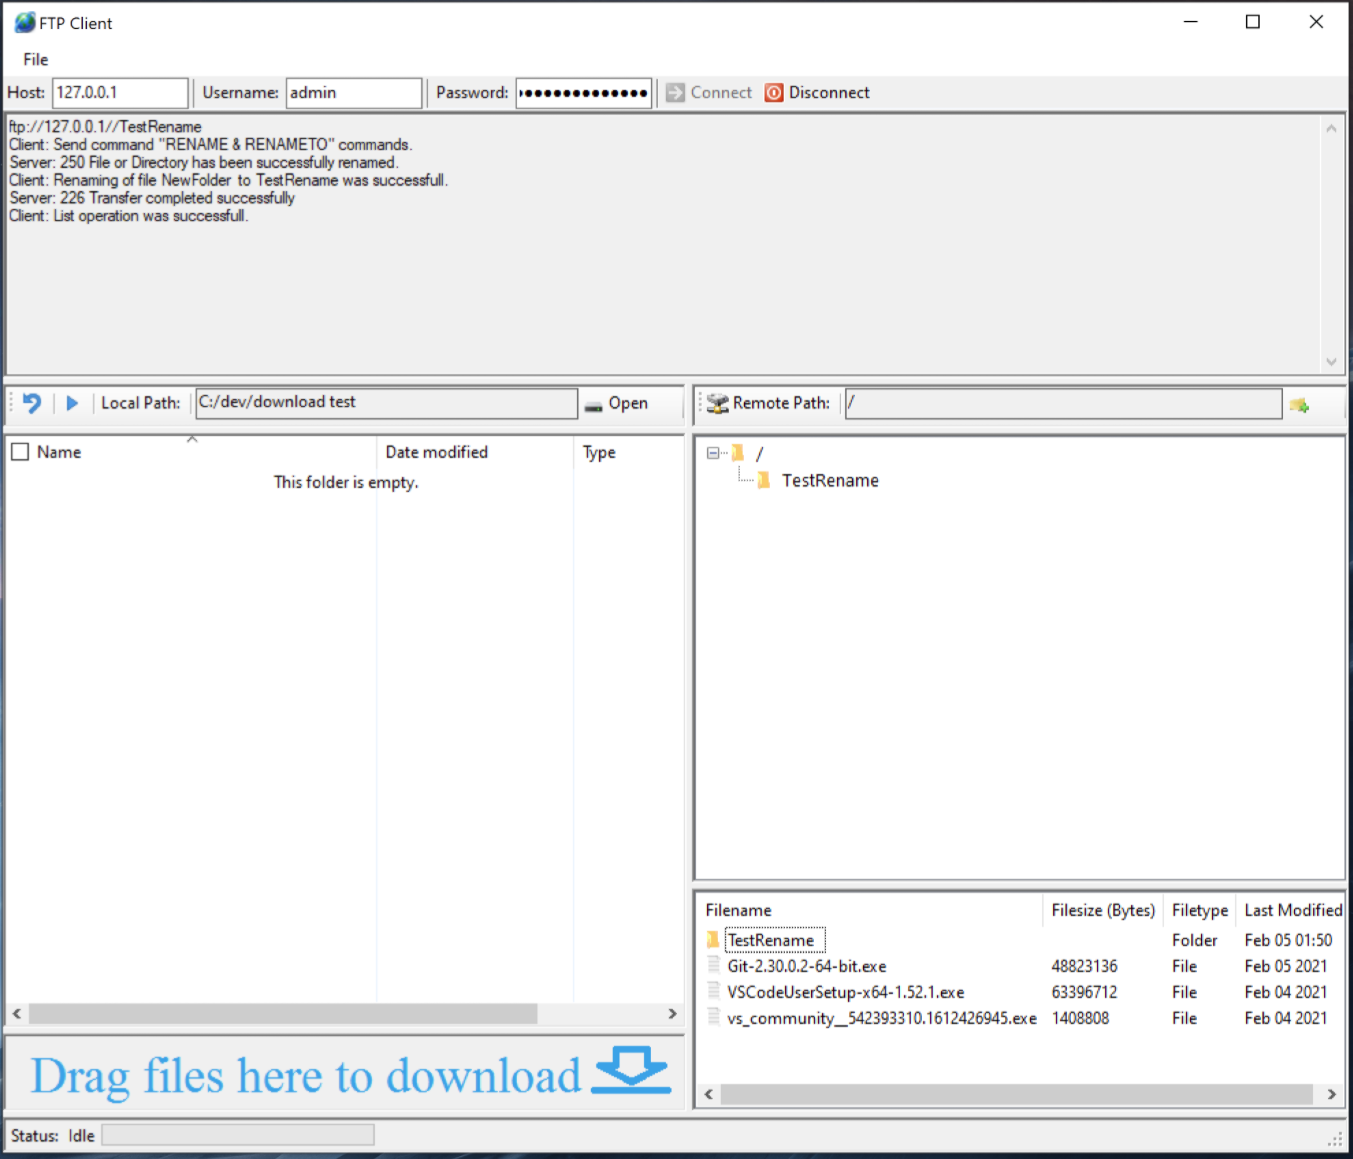 FTP Client
File
Host: 127.0.0.1 Username: admin Password: ●●●●●●●●●●●●● Connect Disconnect
ftp://127.0.0.1//TestRename
Client: Send command "RENAME & RENAMETO" commands.
Server: 250 File or Directory has been successfully renamed.
Client: Renaming of file NewFolder to TestRename was successfull.
Server: 226 Transfer completed successfully
Client: List operation was successfull.
Local Path: C:/dev/download test Open
Remote Path: /
Name Date modified Type
This folder is empty.
/
TestRename
Filename Filesize (Bytes) Filetype Last Modified
TestRename Folder Feb 05 01:50
Git-2.30.0.2-64-bit.exe 48823136 File Feb 05 2021
VSCodeUserSetup-x64-1.52.1.exe 63396712 File Feb 04 2021
vs_community__542393310.1612426945.exe 1408808 File Feb 04 2021
Drag files here to download
Status: Idle